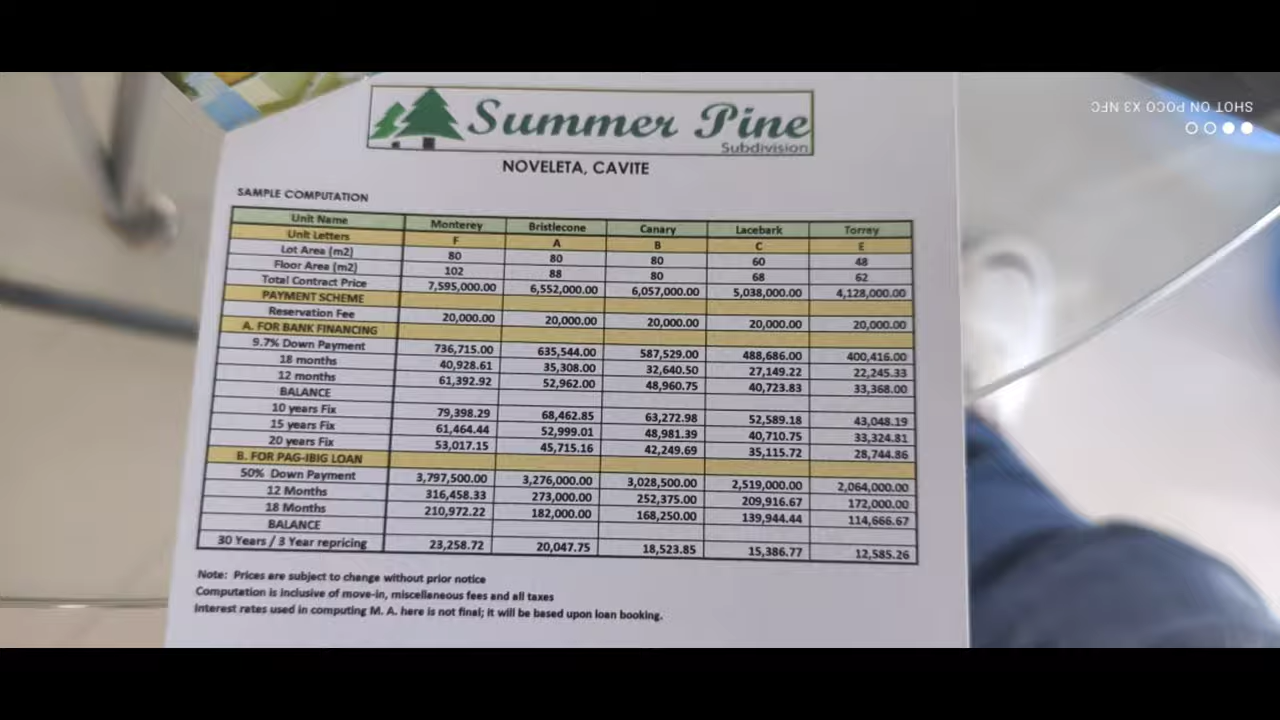 Summer Pine
Subdivision
NOVELETA, CAVITE
SAMPLE COMPUTATION
Unit Name Monterey Bristlecone Canary Lacebark Torrey
Unit Letters F A B C E
Lot Area (m2) 80 80 80 60 48
Floor Area (m2) 102 88 80 68 62
Total Contract Price 7,595,000.00 6,552,000.00 6,057,000.00 5,038,000.00 4,128,000.00
PAYMENT SCHEME
Reservation Fee 20,000.00 20,000.00 20,000.00 20,000.00 20,000.00
A. FOR BANK FINANCING
9.7% Down Payment 736,715.00 635,544.00 587,529.00 488,686.00 400,416.00
18 months 40,928.61 35,308.00 32,640.50 27,149.22 22,245.33
12 months 61,392.92 52,962.00 48,960.75 40,723.83 33,368.00
BALANCE
10 years Fix 79,398.29 68,462.85 63,272.98 52,589.18 43,048.19
15 years Fix 61,464.44 52,999.01 48,981.39 40,710.75 33,324.81
20 years Fix 53,017.15 45,715.16 42,249.69 35,115.72 28,744.86
B. FOR PAG-IBIG LOAN
50% Down Payment 3,797,500.00 3,276,000.00 3,028,500.00 2,519,000.00 2,064,000.00
12 Months 316,458.33 273,000.00 252,375.00 209,916.67 172,000.00
18 Months 210,972.22 182,000.00 168,250.00 139,944.44 114,666.67
BALANCE
30 Years / 3 Year repricing 23,258.72 20,047.75 18,523.85 15,386.77 12,585.26
Note: Prices are subject to change without prior notice
Computation is inclusive of move-in, miscellaneous fees and all taxes
Interest rates used in computing M. A. here is not final; it will be based upon loan booking.
SHOT ON POCO X3 NFC